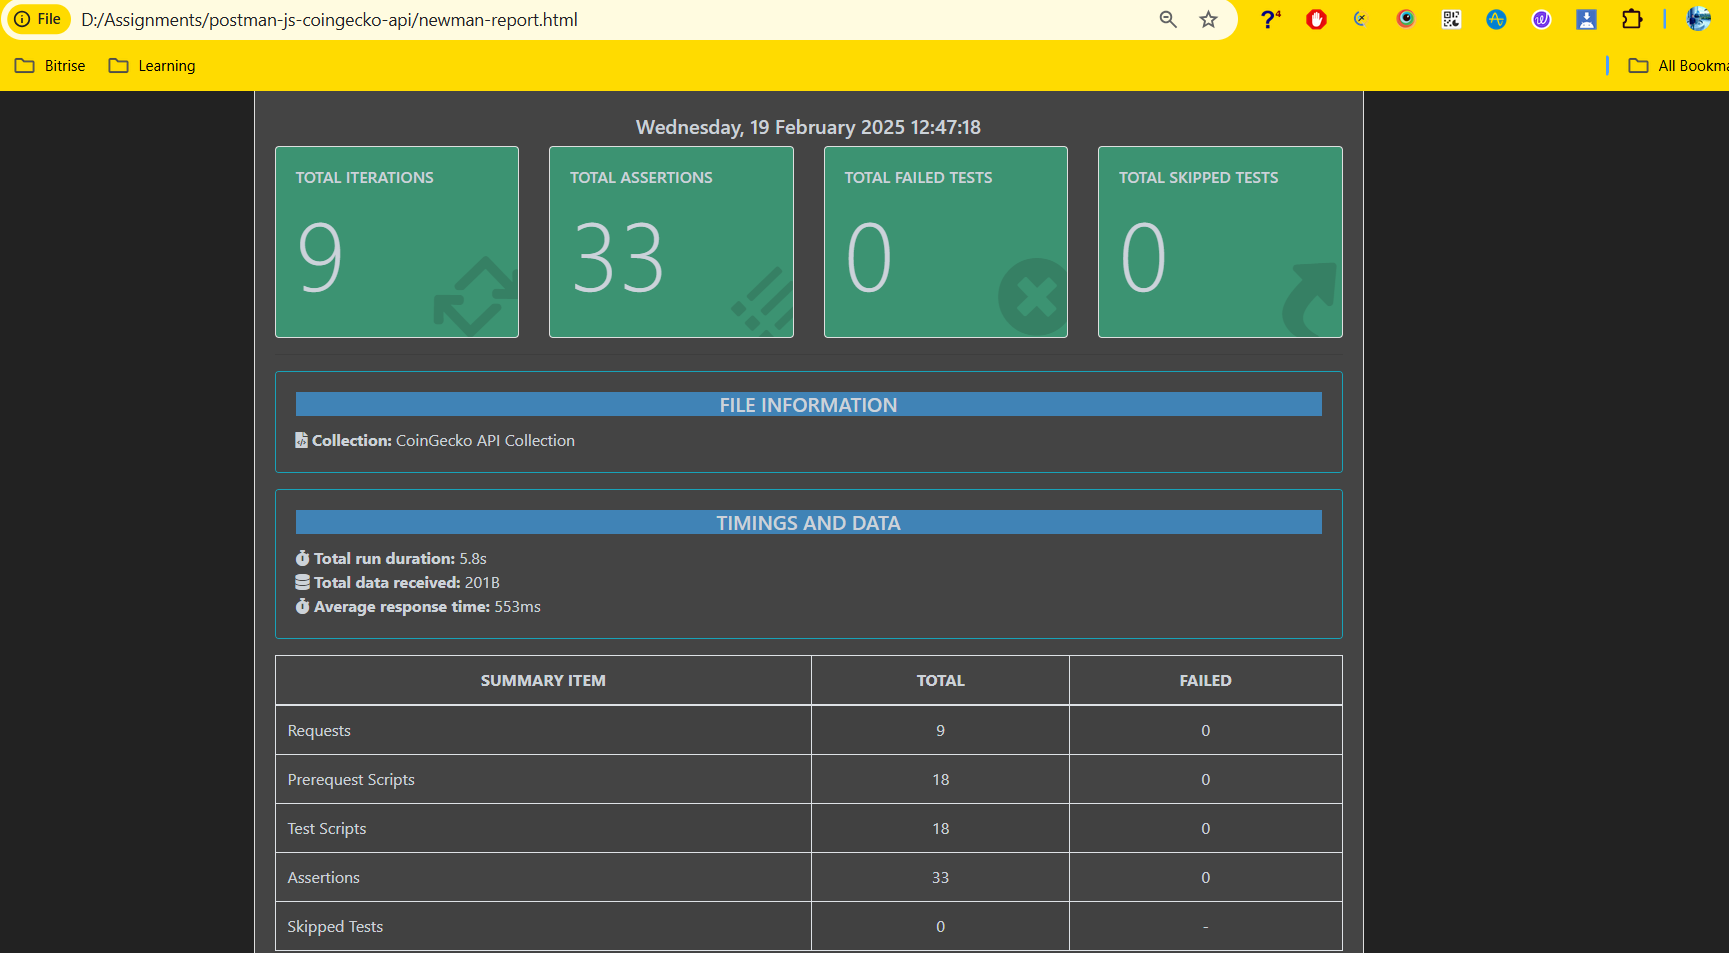 File D:/Assignments/postman-js-coingecko-api/newman-report.html
?4
Bitrise Learning All Bookma
Wednesday, 19 February 2025 12:47:18
TOTAL ITERATIONS TOTAL ASSERTIONS TOTAL FAILED TESTS TOTAL SKIPPED TESTS
9 33 0 0
FILE INFORMATION
Collection: CoinGecko API Collection
TIMINGS AND DATA
Total run duration: 5.8s
Total data received: 201B
Average response time: 553ms
SUMMARY ITEM TOTAL FAILED
Requests 9 0
Prerequest Scripts 18 0
Test Scripts 18 0
Assertions 33 0
Skipped Tests 0 -